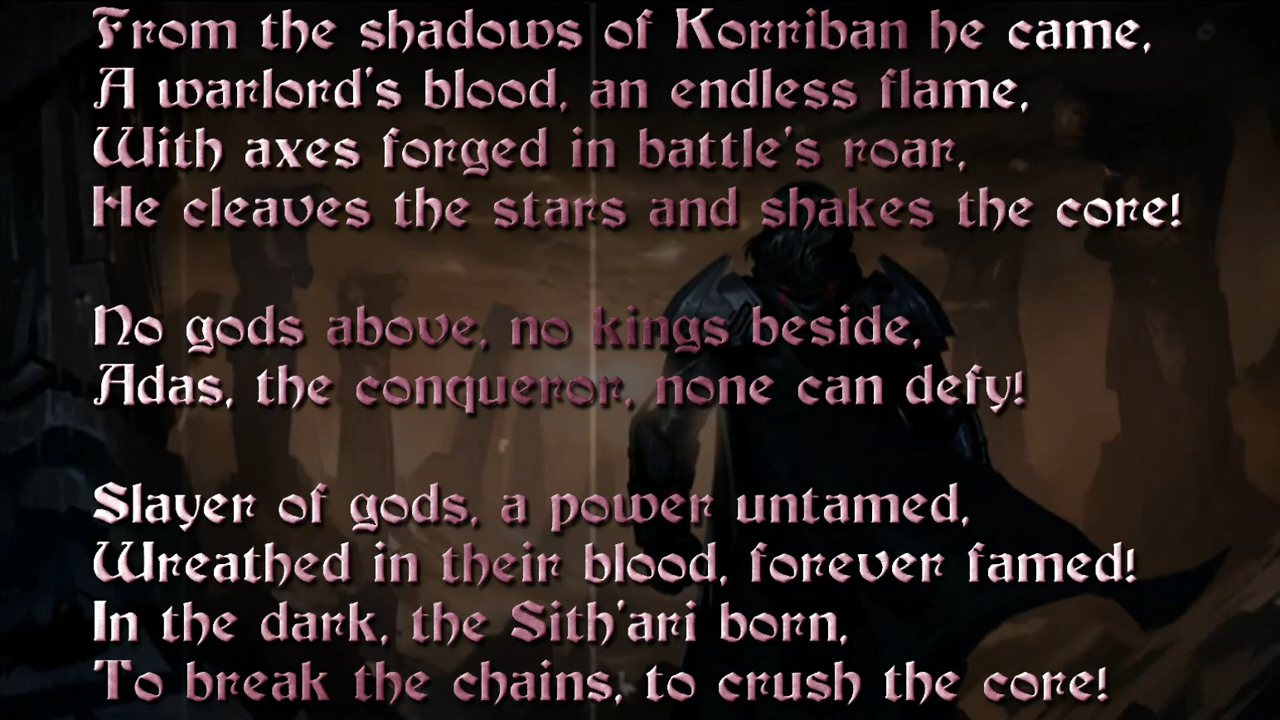 From the shadows of Korriban he came,
A warlord's blood, an endless flame,
With axes forged in battle's roar,
He cleaves the stars and shakes the core!
No gods above, no kings beside,
Adas, the conqueror, none can defy!
Slayer of gods, a power untamed,
Wreathed in their blood, forever famed!
In the dark, the Sith'ari born,
To break the chains, to crush the core!